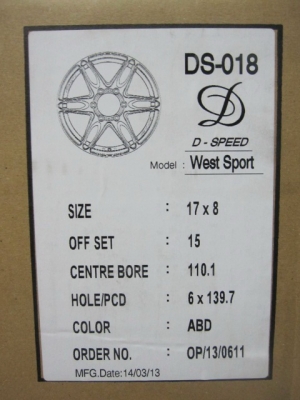 DS-018
D
D - SPEED
Model : West Sport
SIZE : 17 x 8
OFF SET : 15
CENTRE BORE : 110.1
HOLE/PCD : 6 x 139.7
COLOR : ABD
ORDER NO. : OP/13/0611
MFG.Date:14/03/13